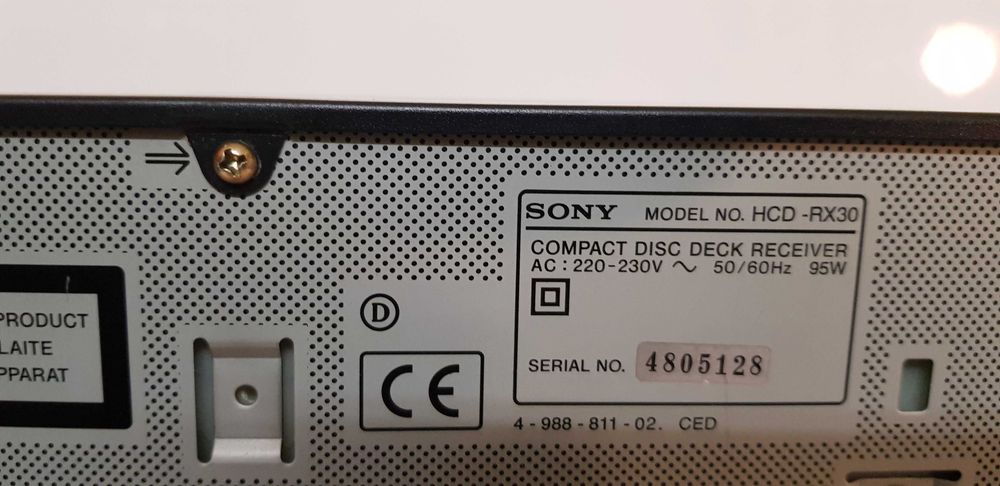 SONY MODEL NO. HCD -RX30
COMPACT DISC DECK RECEIVER
AC : 220-230V ~ 50/60Hz 95W
SERIAL NO. 4805128
4 - 988 - 811 - 02. CED
D
CE
PRODUCT
LAITE
PPARAT